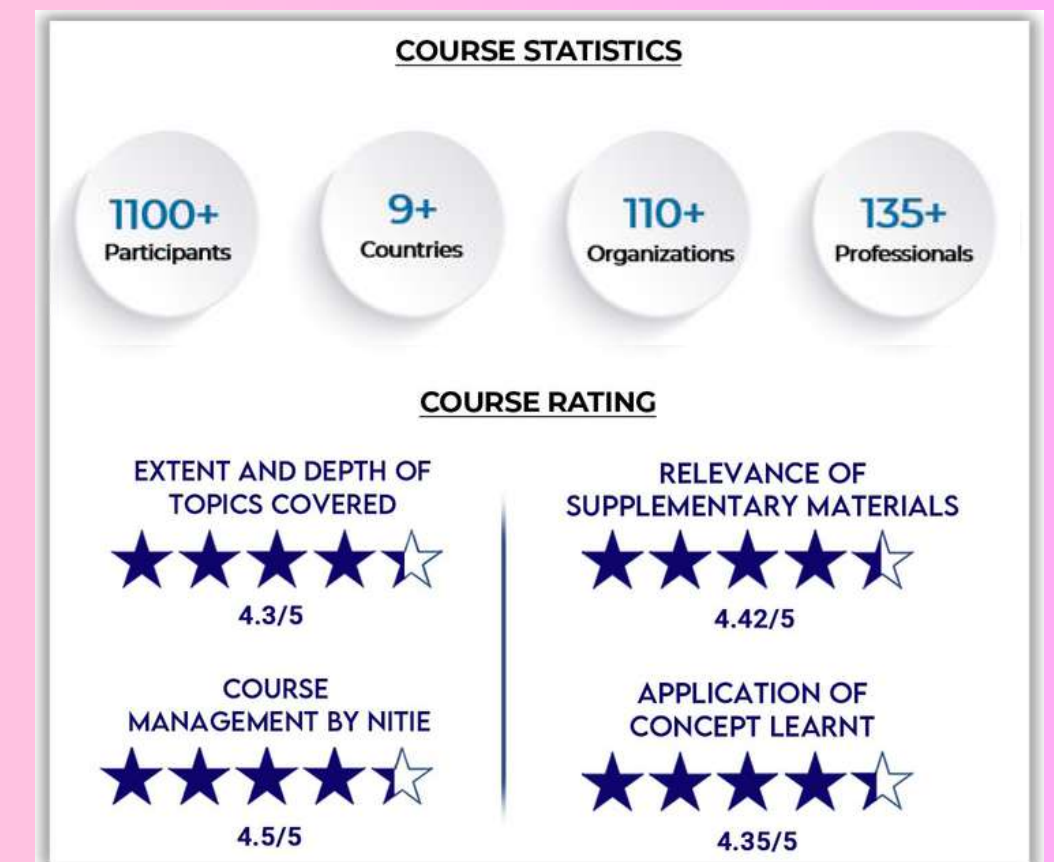 COURSE STATISTICS
1100+
Participants
9+
Countries
110+
Organizations
135+
Professionals
COURSE RATING
EXTENT AND DEPTH OF
TOPICS COVERED
4.3/5
RELEVANCE OF
SUPPLEMENTARY MATERIALS
4.42/5
COURSE
MANAGEMENT BY NITIE
4.5/5
APPLICATION OF
CONCEPT LEARNT
4.35/5